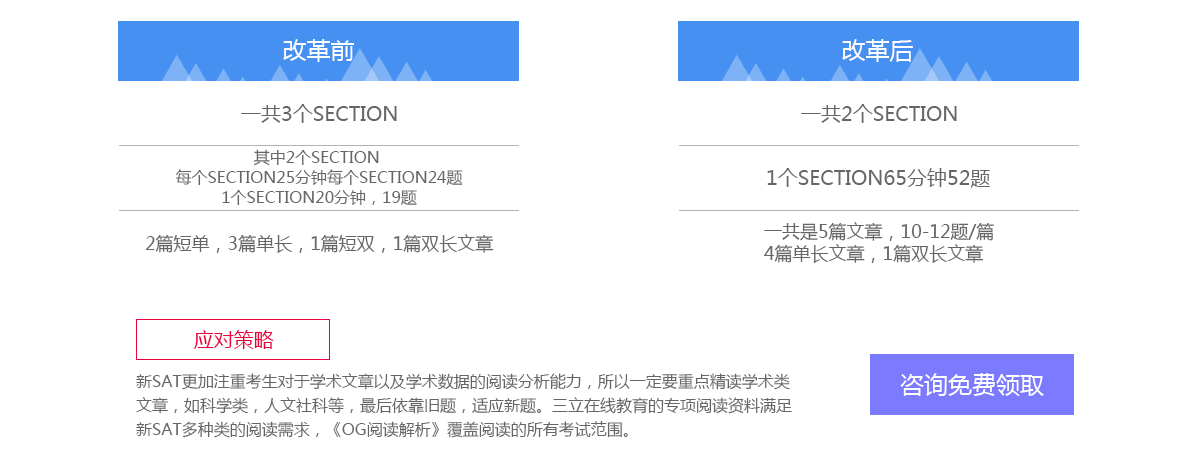 改革前
一共3个SECTION
其中2个SECTION
每个SECTION25分钟每个SECTION24题
1个SECTION20分钟，19题
2篇短单，3篇单长，1篇短双，1篇双长文章
改革后
一共2个SECTION
1个SECTION65分钟52题
一共是5篇文章，10-12题/篇
4篇单长文章，1篇双长文章
应对策略
新SAT更加注重考生对于学术文章以及学术数据的阅读分析能力，所以一定要重点精读学术类
文章，如科学类，人文社科等，最后依靠旧题，适应新题。三立在线教育的专项阅读资料满足
新SAT多种类的阅读需求，《OG阅读解析》覆盖阅读的所有考试范围。
咨询免费领取